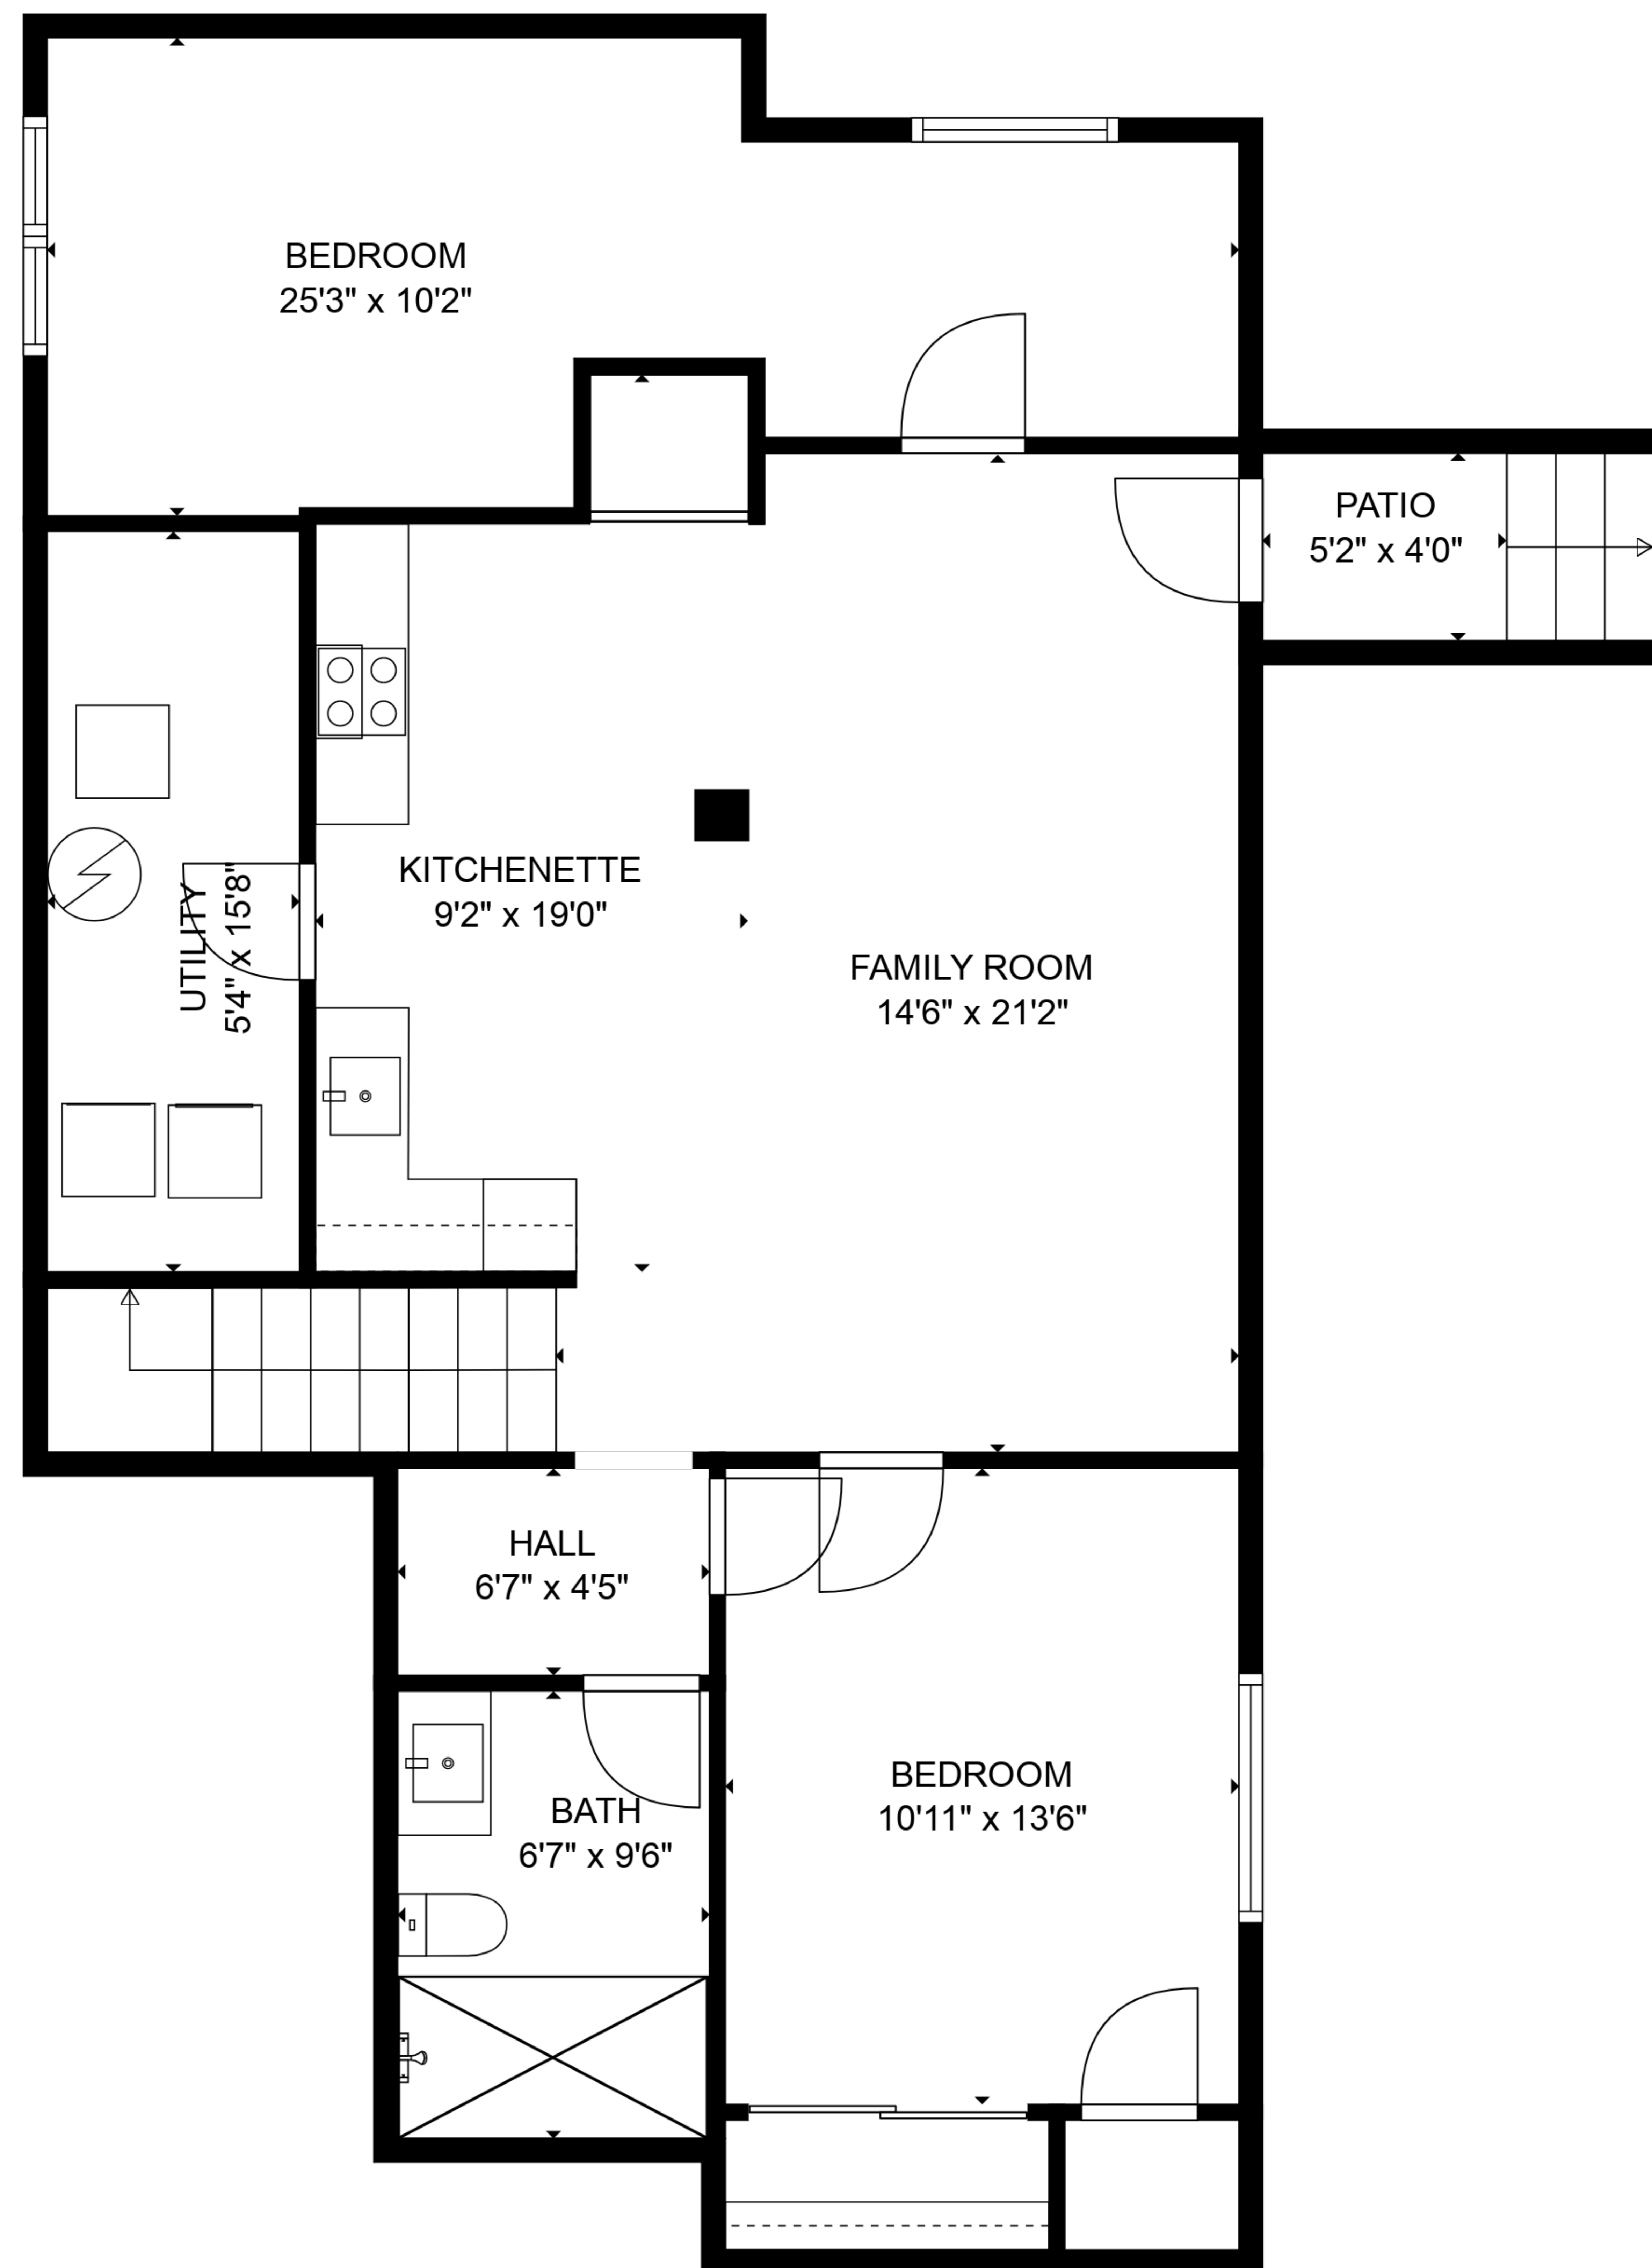 BEDROOM
25'3" x 10'2"
PATIO
5'2" x 4'0"
KITCHENETTE
9'2" x 19'0"
UTILITY
5'4" x 15'8"
FAMILY ROOM
14'6" x 21'2"
HALL
6'7" x 4'5"
BEDROOM
10'11" x 13'6"
BATH
6'7" x 9'6"